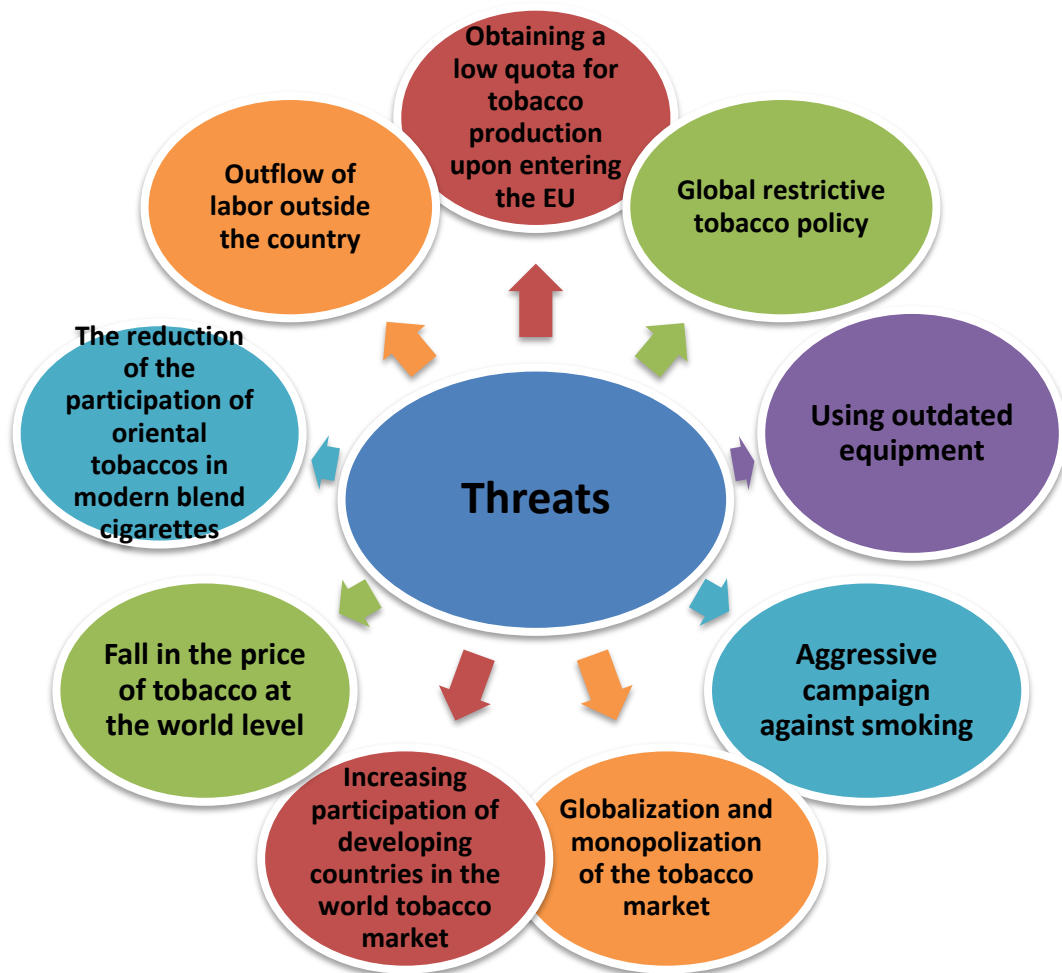 Obtaining a
low quota for
tobacco
production
upon entering
the EU
Global restrictive
tobacco policy
Using outdated
equipment
Aggressive
campaign
against smoking
Globalization and
monopolization
of the tobacco
market
Increasing
participation of
developing
countries in the
world tobacco
market
Fall in the price
of tobacco at
the world level
The reduction
of the
participation of
oriental
tobaccos in
modern blend
cigarettes
Outflow of
labor outside
the country
Threats